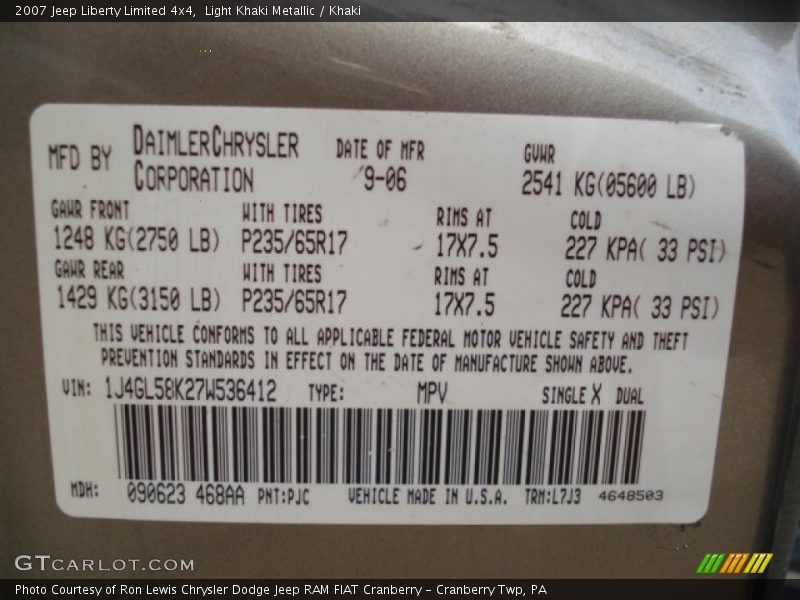 2007 Jeep Liberty Limited 4x4, Light Khaki Metallic / Khaki
MFD BY DAIMLERCHRYSLER CORPORATION DATE OF MFR 9-06 GVWR 2541 KG(05600 LB)
GAWR FRONT WITH TIRES RIMS AT COLD
1248 KG(2750 LB) P235/65R17 17X7.5 227 KPA( 33 PSI)
GAWR REAR WITH TIRES RIMS AT COLD
1429 KG(3150 LB) P235/65R17 17X7.5 227 KPA( 33 PSI)
THIS VEHICLE CONFORMS TO ALL APPLICABLE FEDERAL MOTOR VEHICLE SAFETY AND THEFT
PREVENTION STANDARDS IN EFFECT ON THE DATE OF MANUFACTURE SHOWN ABOVE.
VIN: 1J4GL58K27W536412 TYPE: MPV SINGLE X DUAL
MDH: 090623 468AA PNT:PJC VEHICLE MADE IN U.S.A. TRM:L7J3 4648503
GTCARLOT.COM
Photo Courtesy of Ron Lewis Chrysler Dodge Jeep RAM FIAT Cranberry – Cranberry Twp, PA